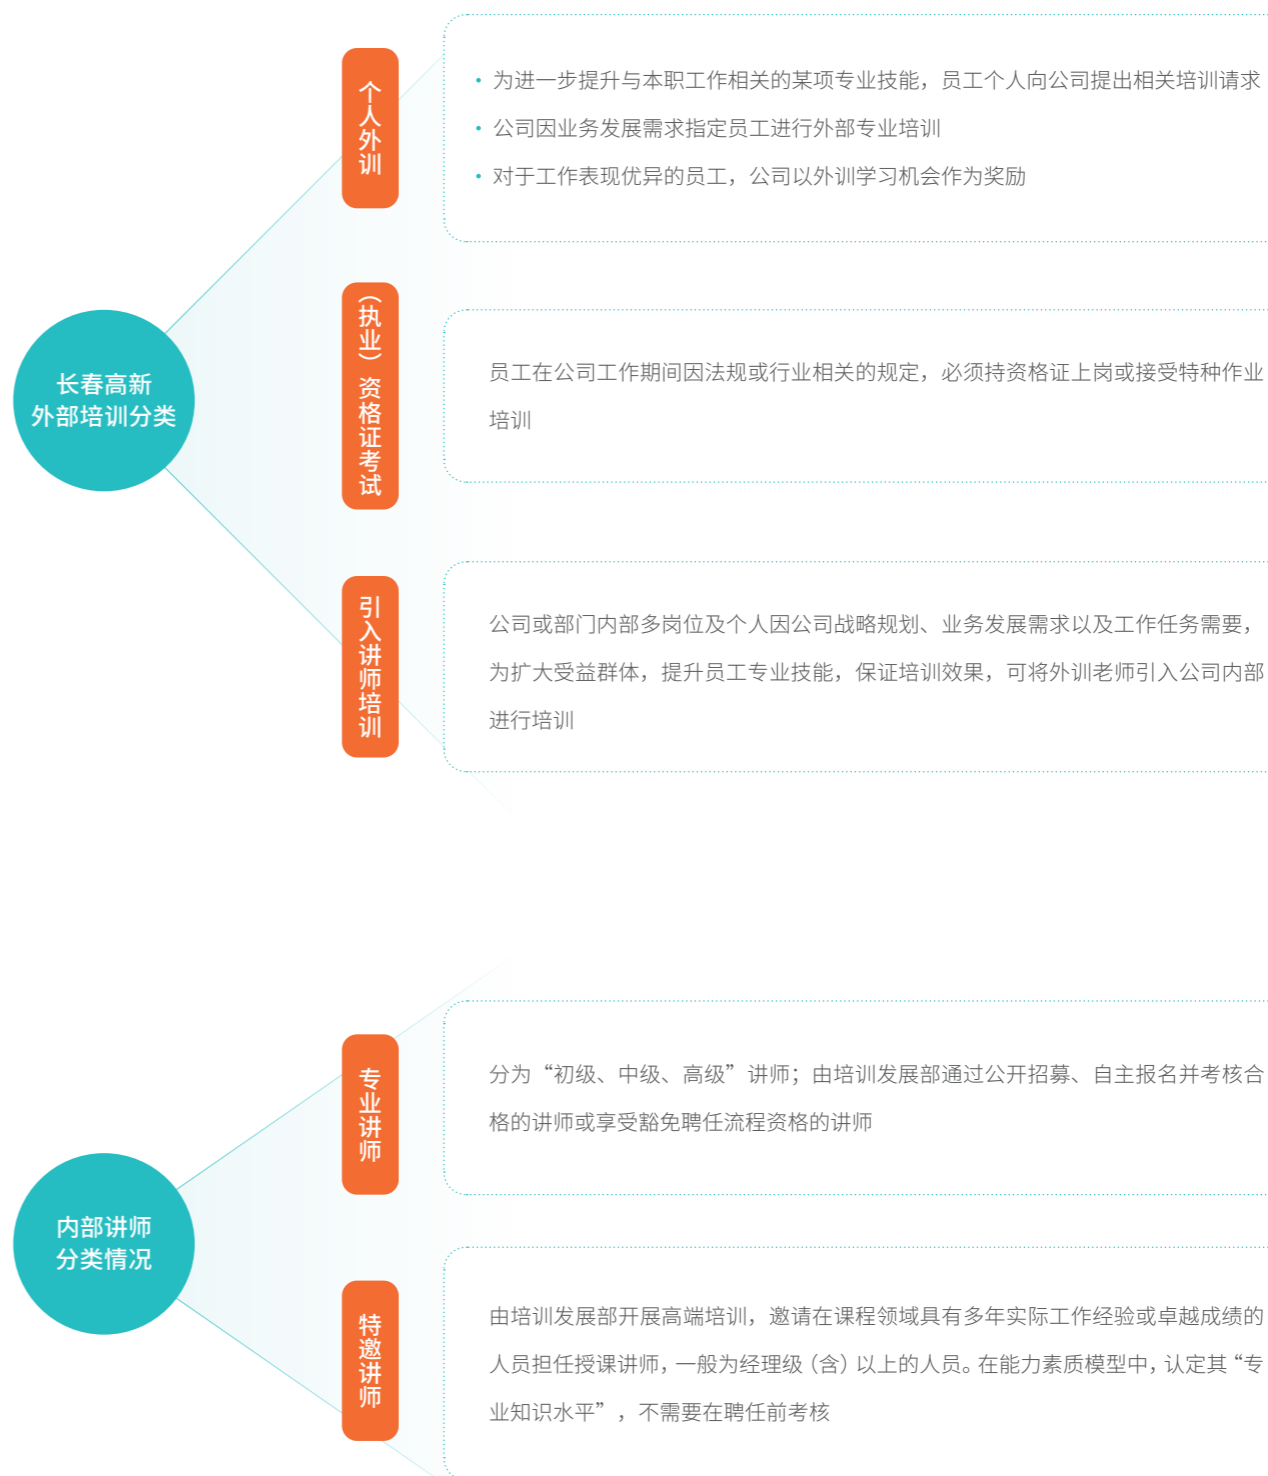 长春高新
外部培训分类
个人外训
•为进一步提升与本职工作相关的某项专业技能，员工个人向公司提出相关培训请求
•公司因业务发展需求指定员工进行外部专业培训
•对于工作表现优异的员工，公司以外训学习机会作为奖励
（执业）资格证考试
员工在公司工作期间因法规或行业相关的规定，必须持资格证上岗或接受特种作业
培训
引入讲师培训
公司或部门内部多岗位及个人因公司战略规划、业务发展需求以及工作任务需要，
为扩大受益群体，提升员工专业技能，保证培训效果，可将外训老师引入公司内部
进行培训
内部讲师
分类情况
专业讲师
分为“初级、中级、高级”讲师；由培训发展部通过公开招募、自主报名并考核合
格的讲师或享受豁免聘任流程资格的讲师
特邀讲师
由培训发展部开展高端培训，邀请在课程领域具有多年实际工作经验或卓越成绩的
人员担任授课讲师，一般为经理级（含）以上的人员。在能力素质模型中，认定其“专
业知识水平”，不需要在聘任前考核